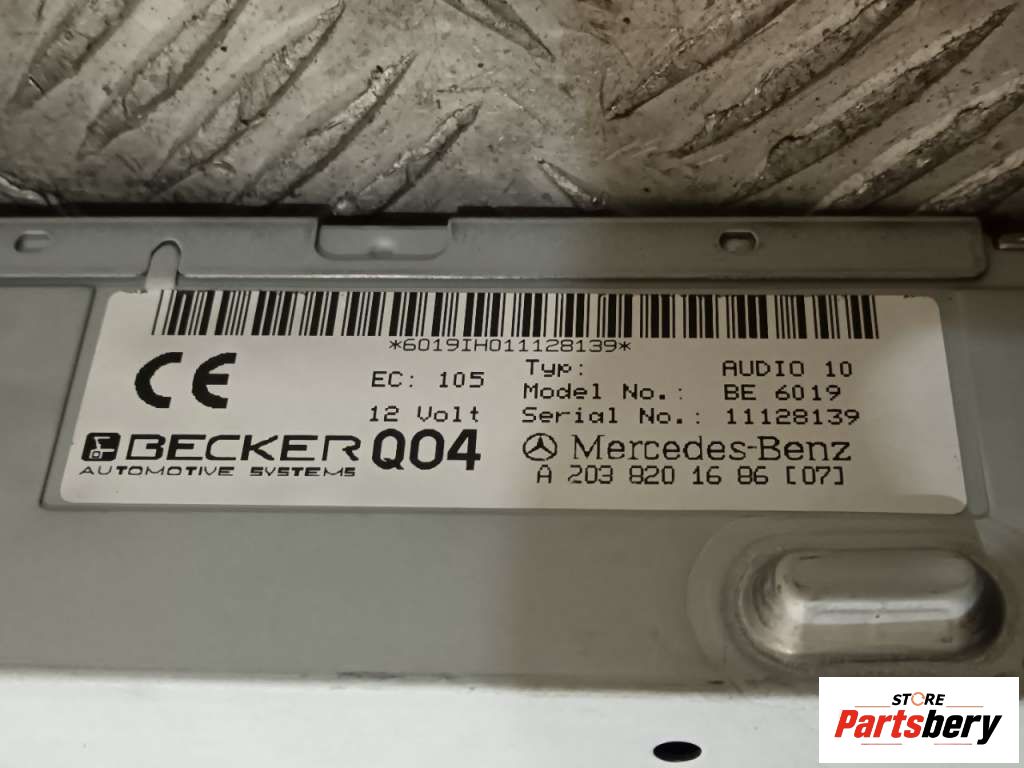 *6019IH011128139*
CE
EC: 105
12 Volt
Typ: AUDIO 10
Model No.: BE 6019
Serial No.: 11128139
BECKER Q04
AUTOMOTIVE SYSTEMS
Mercedes-Benz
A 203 820 16 86 [07]
STORE
Partsbery